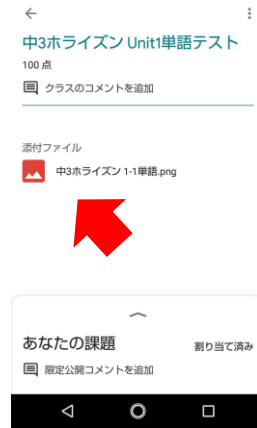 中3ホライズン Unit1単語テスト
100 点
クラスのコメントを追加
添付ファイル
中3ホライズン 1-1単語.png
あなたの課題
割り当て済み
限定公開コメントを追加